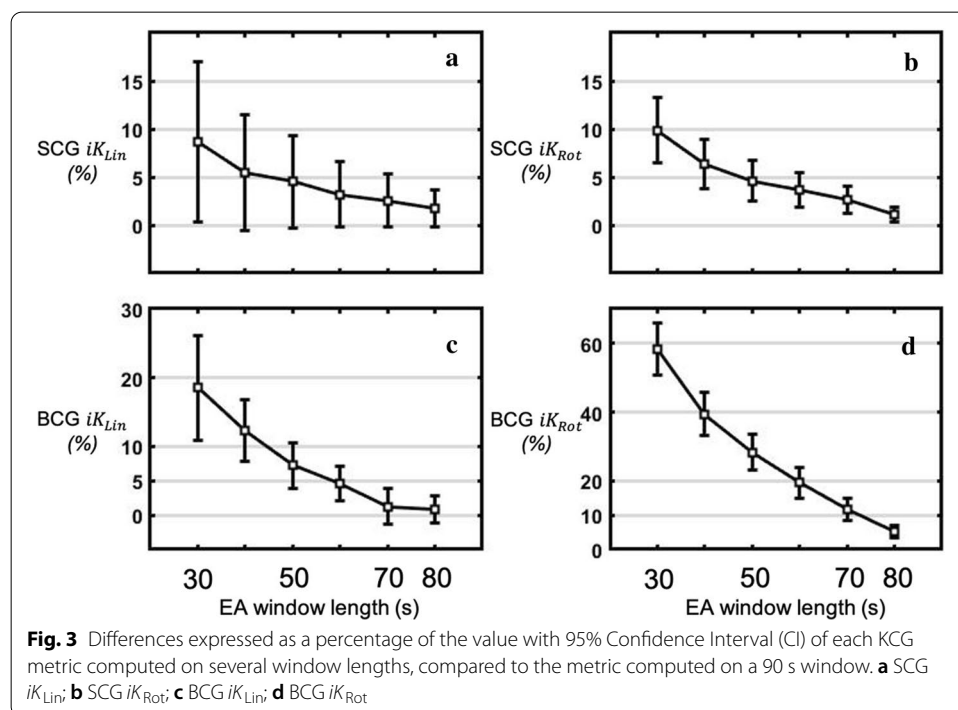 a
15
10
5
0
SCG iK_Lin
(%)
b
15
10
5
0
SCG iK_Rot
(%)
c
30
20
10
5
0
BCG iK_Lin
(%)
30 50 70 80
EA window length (s)
d
60
40
20
10
0
BCG iK_Rot
(%)
30 50 70 80
EA window length (s)
Fig. 3 Differences expressed as a percentage of the value with 95% Confidence Interval (CI) of each KCG
metric computed on several window lengths, compared to the metric computed on a 90 s window. a SCG
iK_Lin; b SCG iK_Rot; c BCG iK_Lin; d BCG iK_Rot